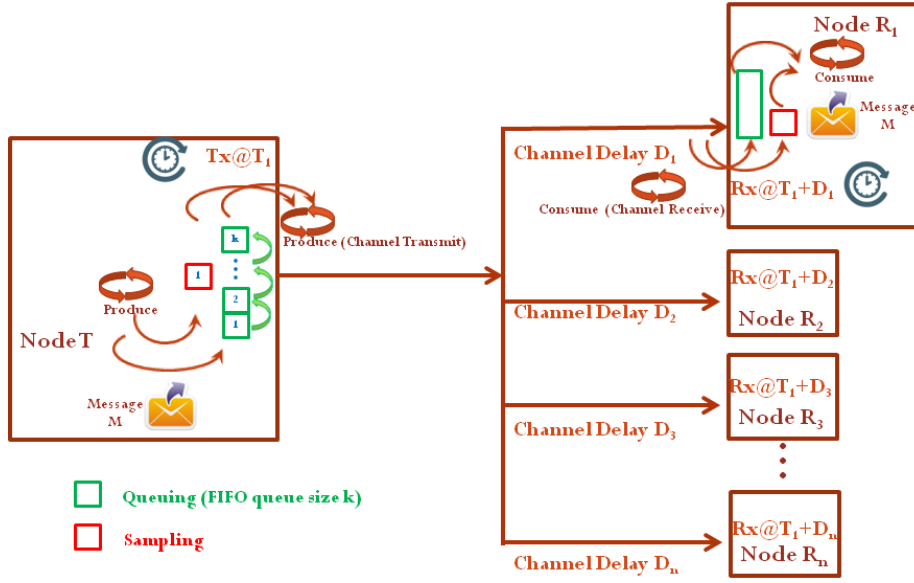 Node T
Tx@T₁
Produce (Channel Transmit)
k
1
2
1
Produce
Message
M
Queuing (FIFO queue size k)
Sampling
Channel Delay D₁
Consume (Channel Receive)
Node R₁
Consume
Message
M
Rx@T₁+D₁
Channel Delay D₂
Rx@T₁+D₂
Node R₂
Channel Delay D₃
Rx@T₁+D₃
Node R₃
Channel Delay Dₙ
Rx@T₁+Dₙ
Node Rₙ